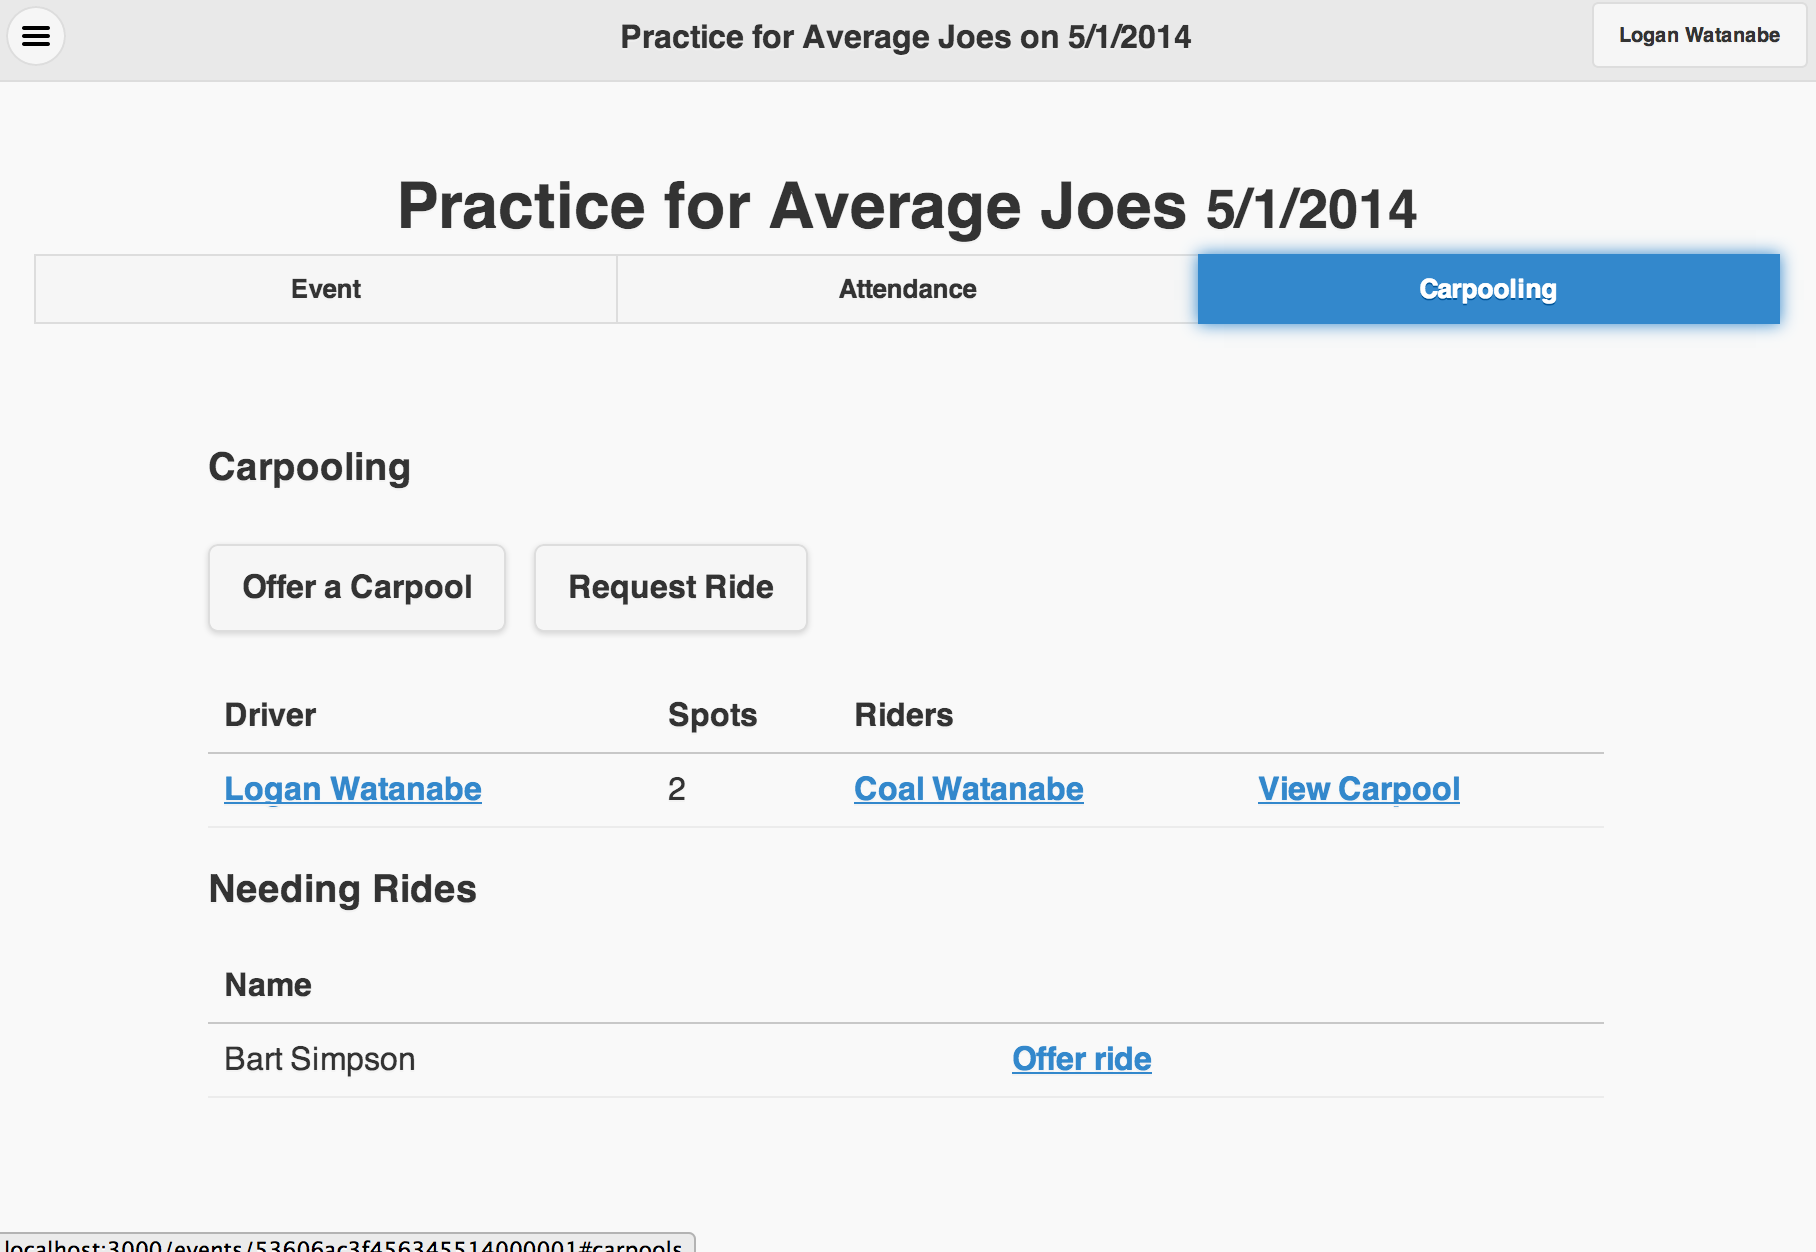 Practice for Average Joes on 5/1/2014
Logan Watanabe
Practice for Average Joes 5/1/2014
Event Attendance Carpooling
Carpooling
Offer a Carpool Request Ride
Driver Spots Riders
Logan Watanabe 2 Coal Watanabe View Carpool
Needing Rides
Name
Bart Simpson Offer ride
localhost:3000/events/53606ac3f456345514000001#carpools